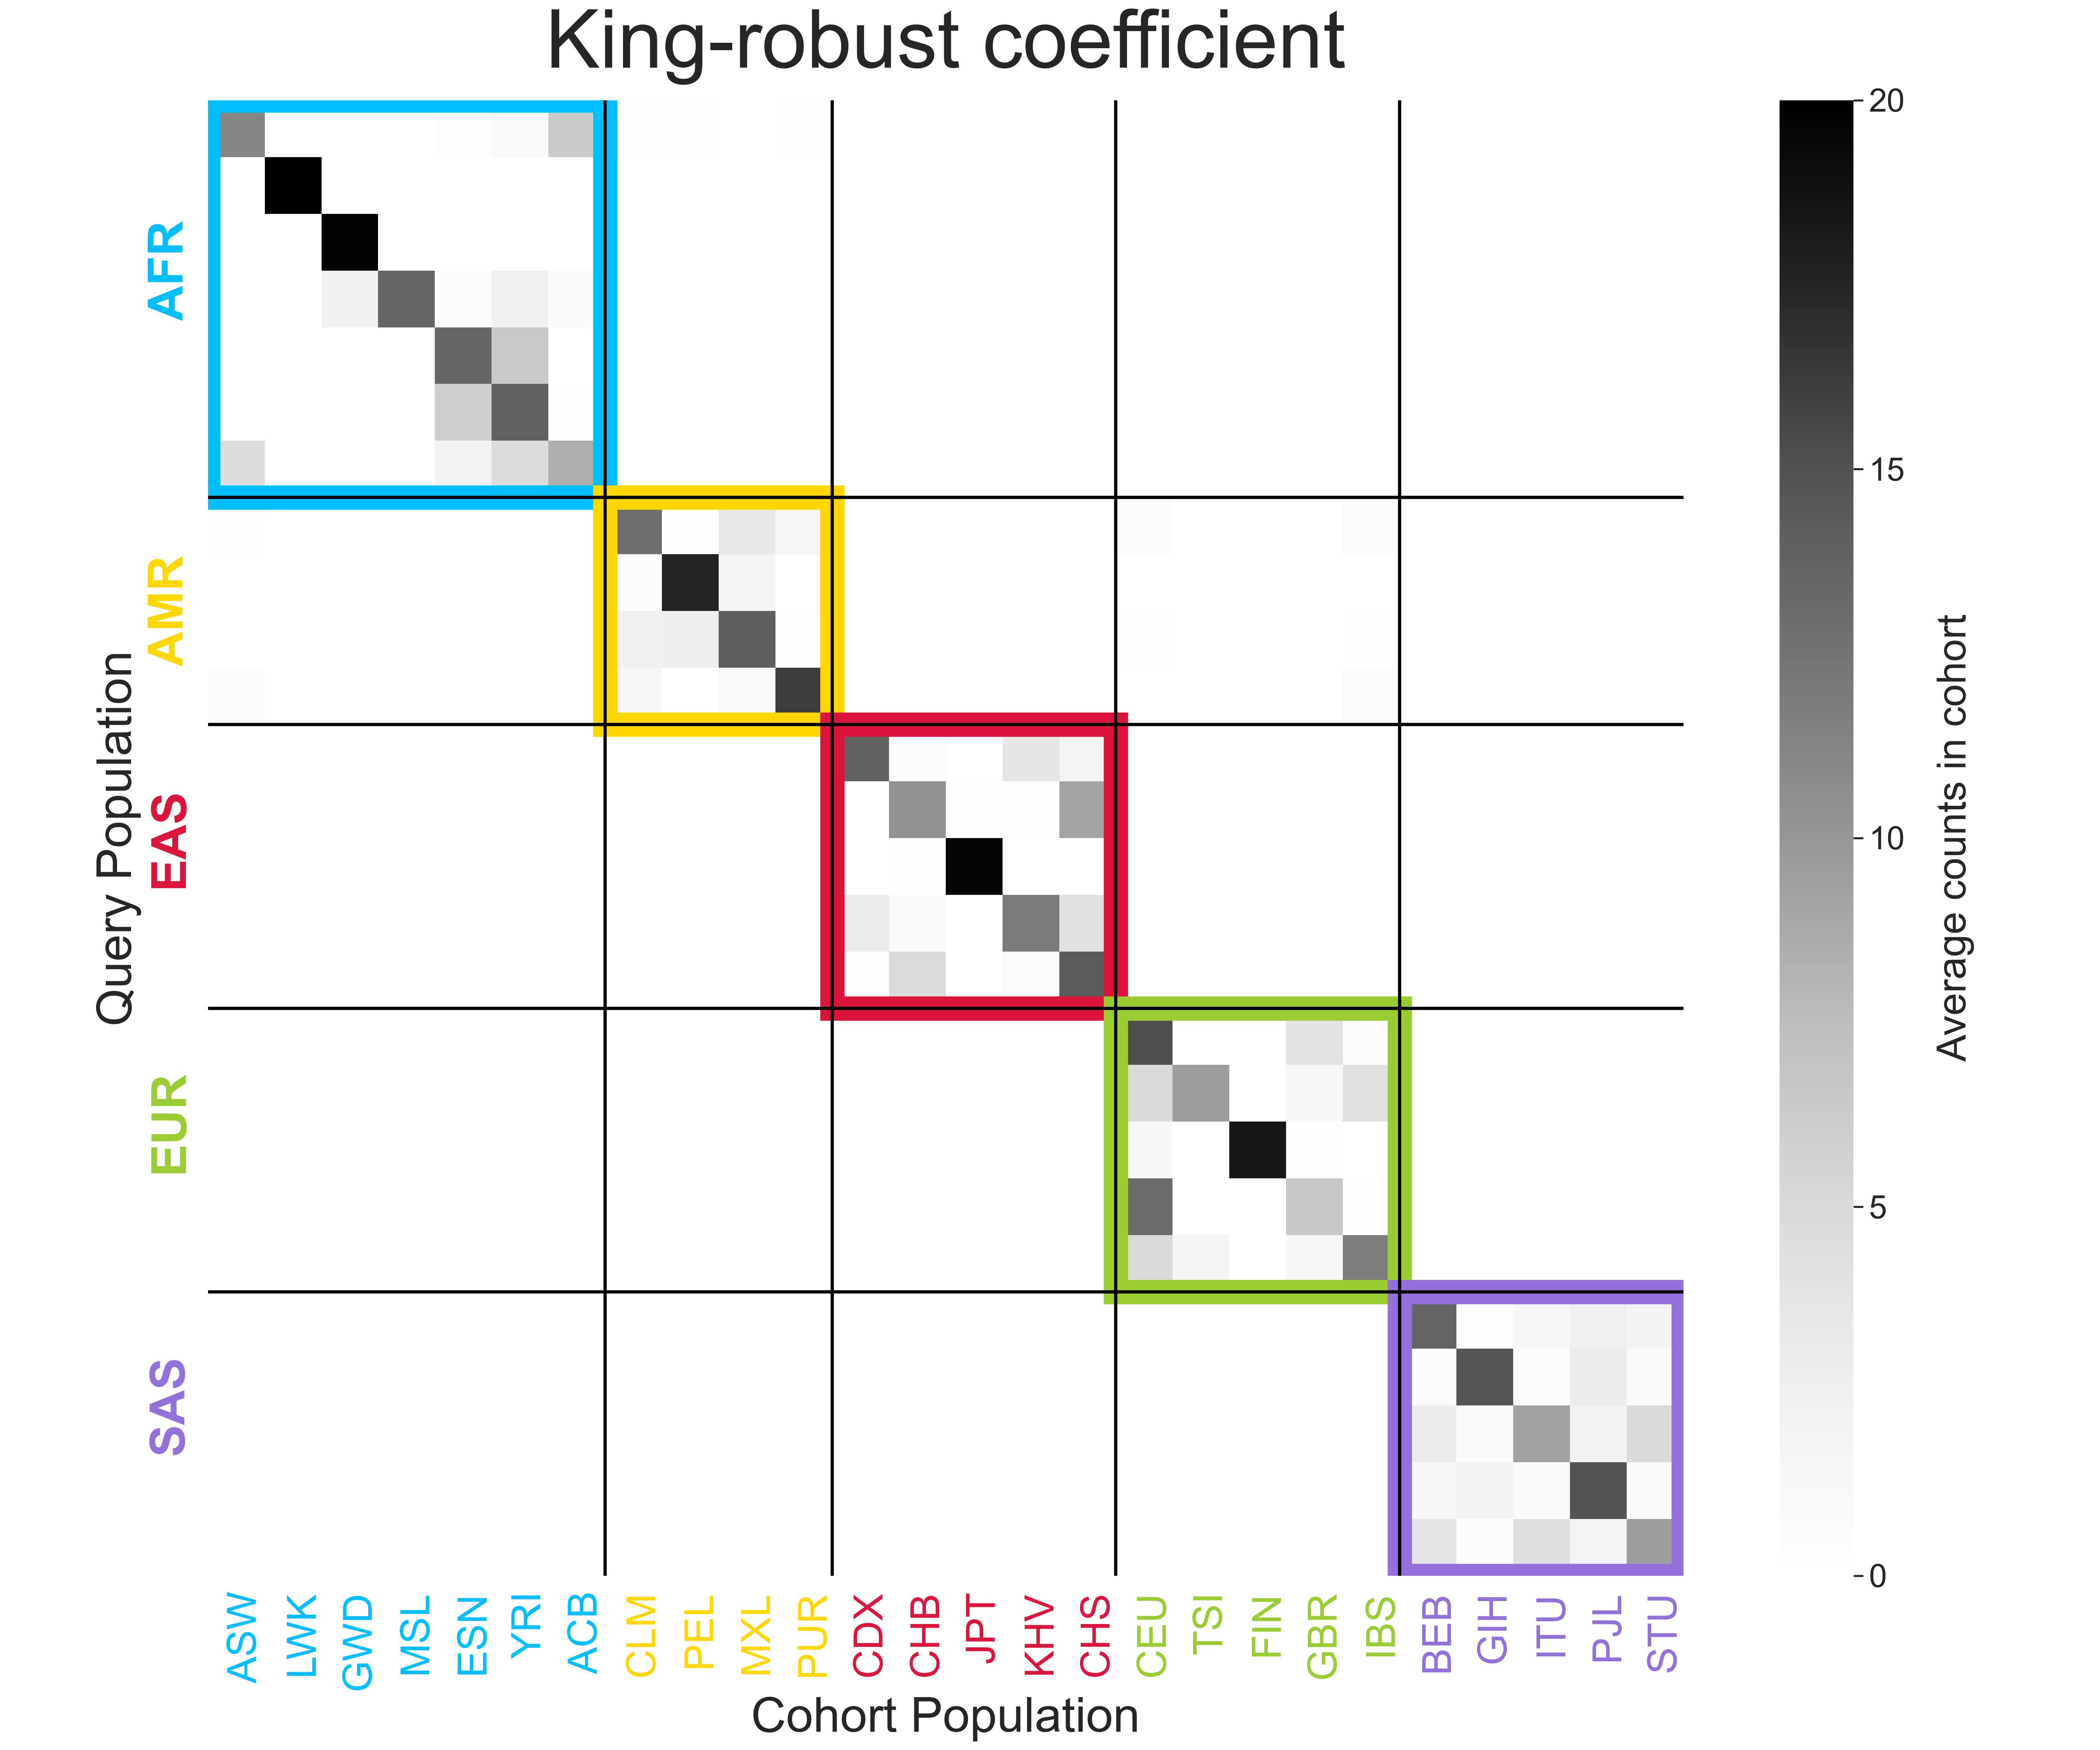 King-robust coefficient
Query Population
AFR
AMR
EAS
EUR
SAS
ASW
LWK
GWD
MSL
ESN
YRI
ACB
CLM
PEL
MXL
PUR
CDX
CHB
JPT
KHV
CHS
CEU
TSI
FIN
GBR
IBS
BEB
GIH
ITU
PJL
STU
Cohort Population
20
15
10
5
0
Average counts in cohort